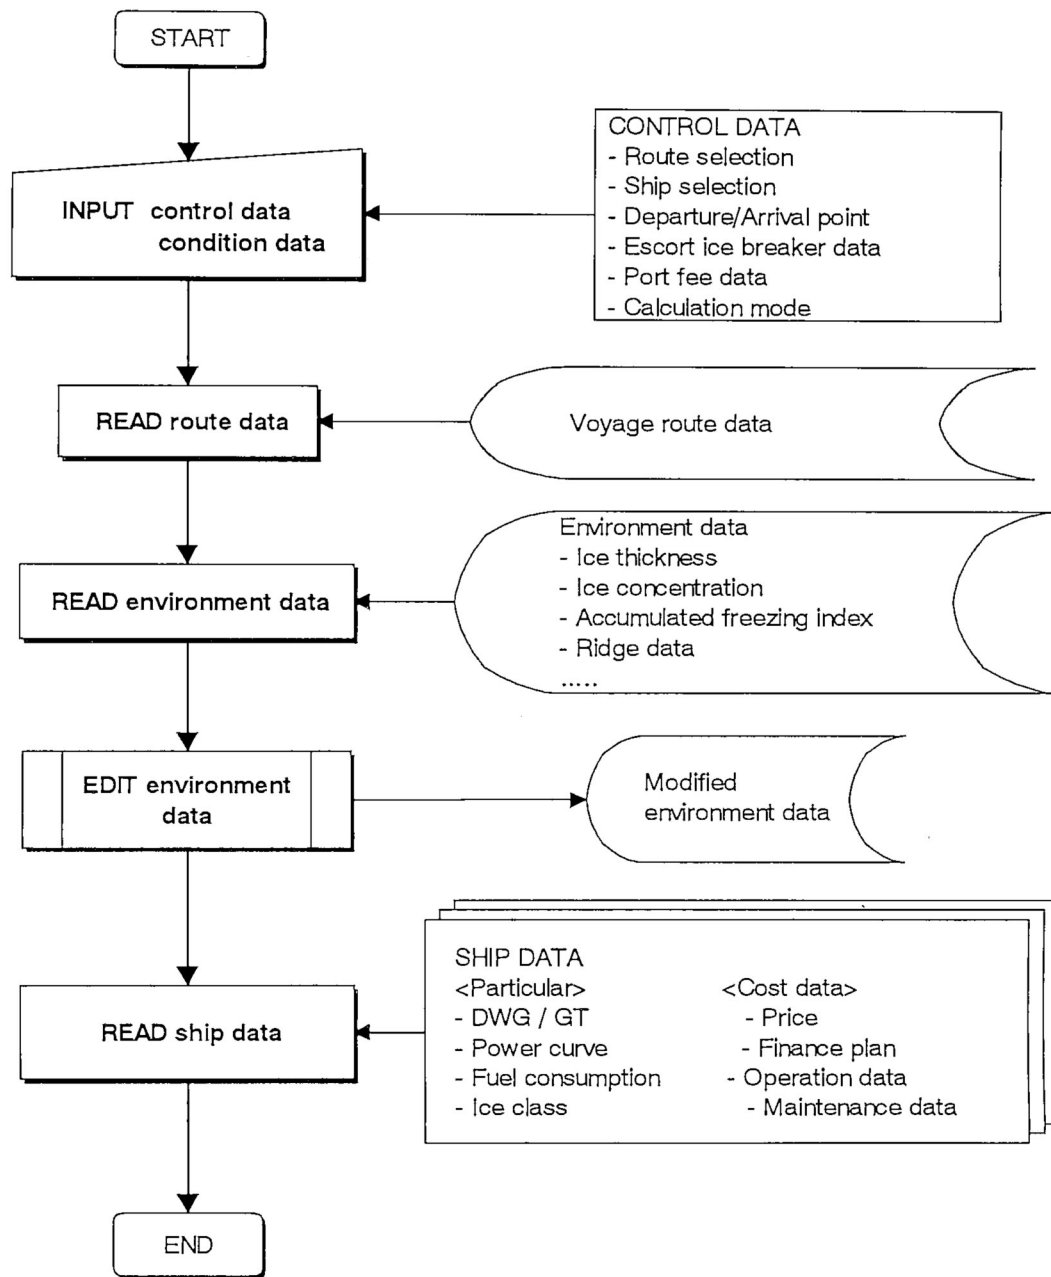 START
CONTROL DATA
- Route selection
- Ship selection
- Departure/Arrival point
- Escort ice breaker data
- Port fee data
- Calculation mode
INPUT control data
condition data
READ route data
Voyage route data
Environment data
- Ice thickness
- Ice concentration
- Accumulated freezing index
- Ridge data
.....
READ environment data
EDIT environment
data
Modified
environment data
SHIP DATA
<Particular> <Cost data>
- DWG / GT - Price
- Power curve - Finance plan
- Fuel consumption - Operation data
- Ice class - Maintenance data
READ ship data
END